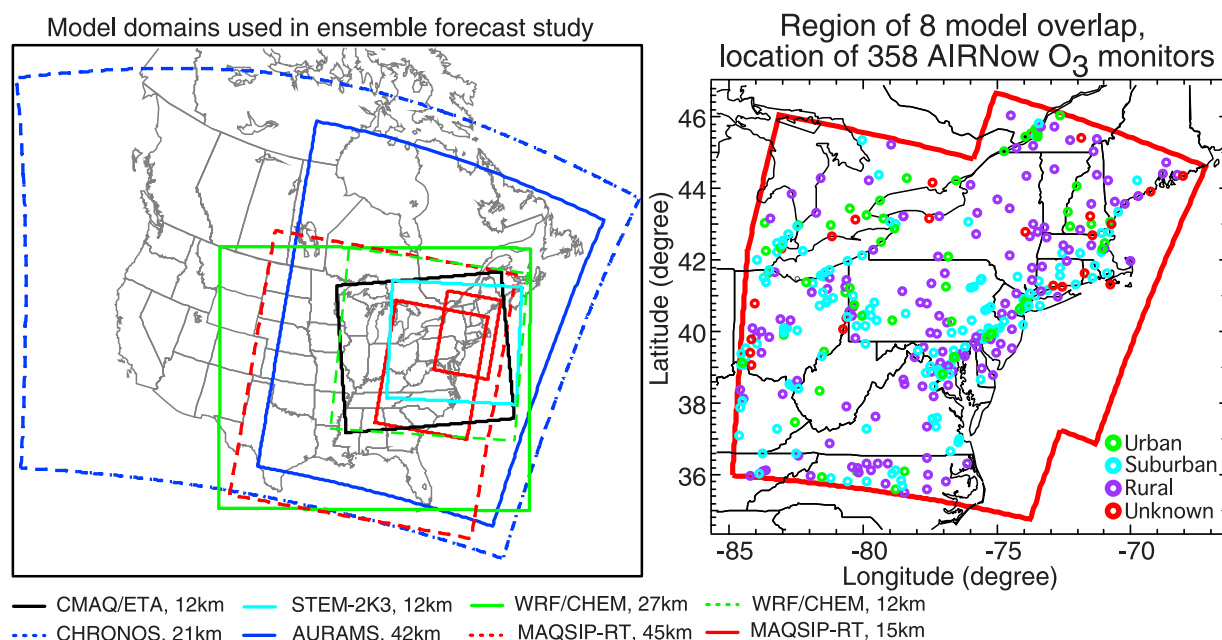 Model domains used in ensemble forecast study
Region of 8 model overlap,
location of 358 AIRNow O3 monitors
46
44
42
40
38
36
Latitude (degree)
Urban
Suburban
Rural
Unknown
-85 -80 -75 -70
Longitude (degree)
CMAQ/ETA, 12km STEM-2K3, 12km WRF/CHEM, 27km WRF/CHEM, 12km
CHRONOS, 21km AURAMS, 42km MAQSIP-RT, 45km MAQSIP-RT, 15km